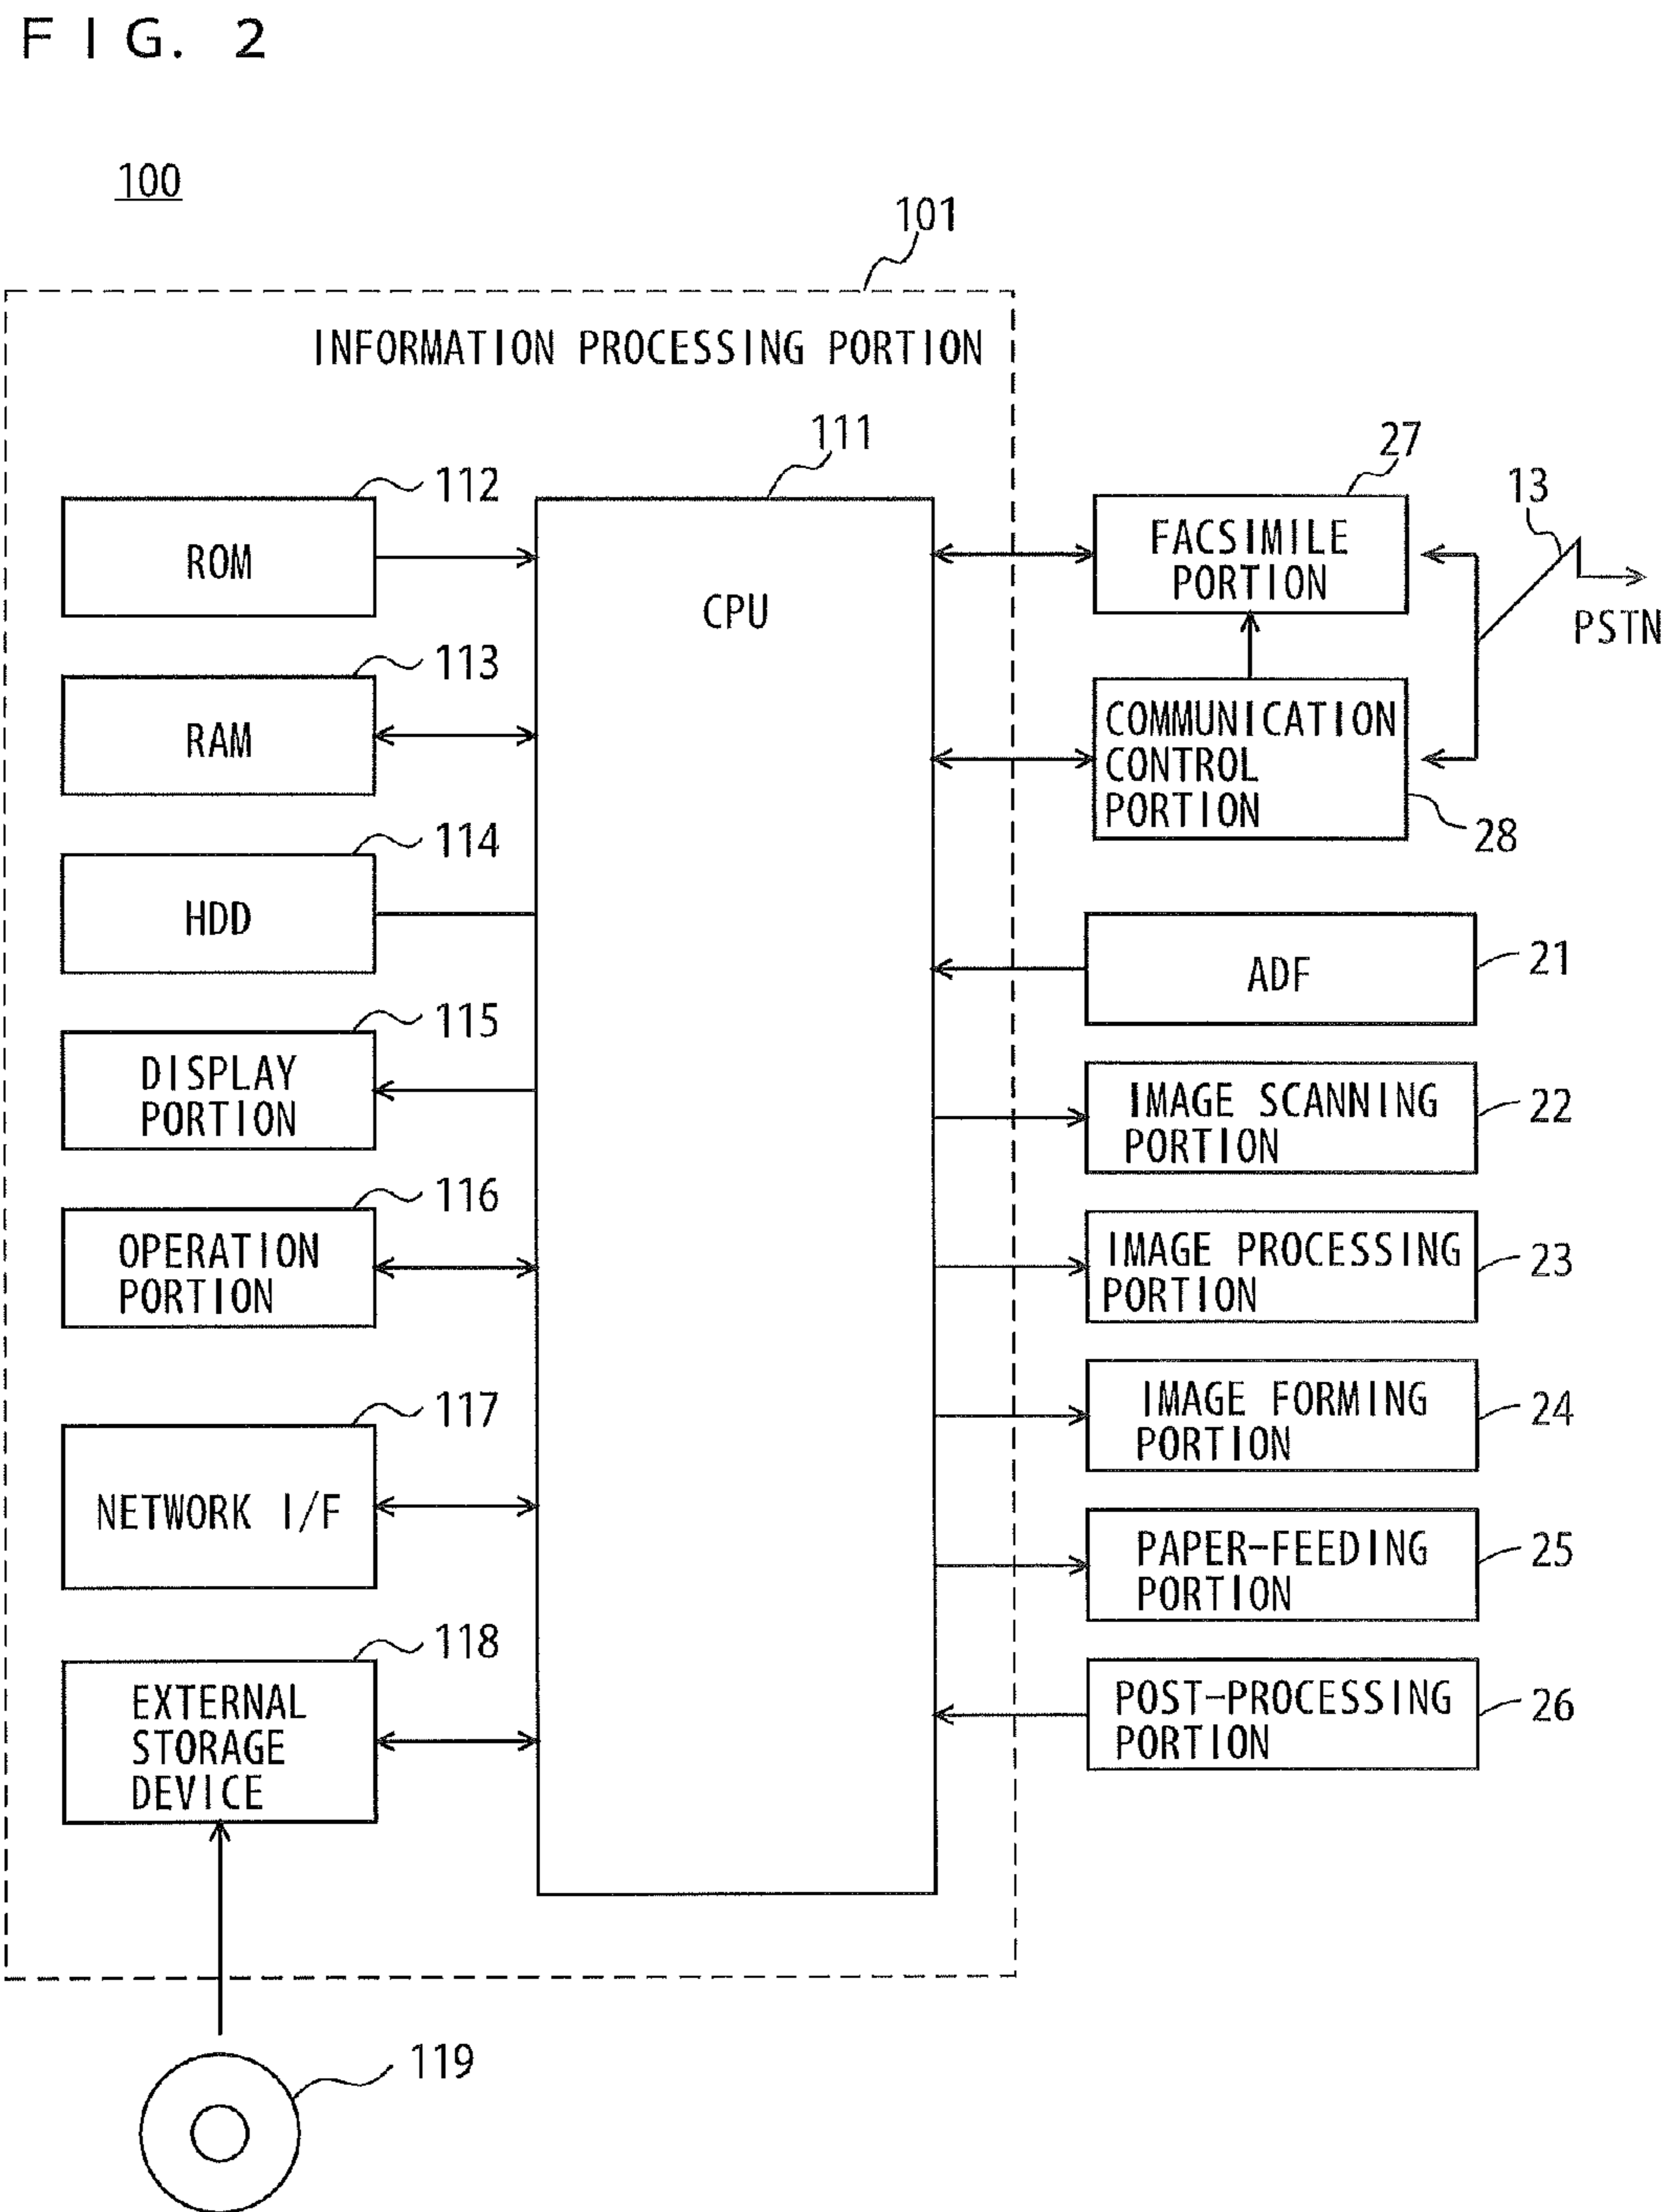 FIG. 2
100
101
INFORMATION PROCESSING PORTION
111
CPU
112
ROM
113
RAM
114
HDD
115
DISPLAY
PORTION
116
OPERATION
PORTION
117
NETWORK I/F
118
EXTERNAL
STORAGE
DEVICE
119
27
FACSIMILE
PORTION
13
PSTN
COMMUNICATION
CONTROL
PORTION
28
ADF
21
IMAGE SCANNING
PORTION
22
IMAGE PROCESSING
PORTION
23
IMAGE FORMING
PORTION
24
PAPER-FEEDING
PORTION
25
POST-PROCESSING
PORTION
26